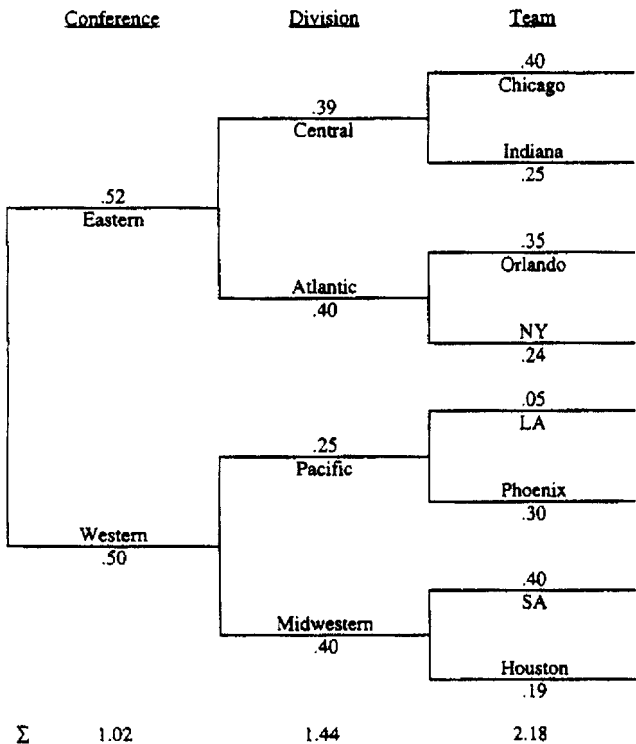 Conference Division Team
.40
Chicago
.39
Central
Indiana
.25
.52
Eastern
.35
Orlando
Atlantic
.40
NY
.24
.05
LA
.25
Pacific
Phoenix
.30
Western
.50
.40
SA
Midwestern
.40
Houston
.19
Σ 1.02 1.44 2.18